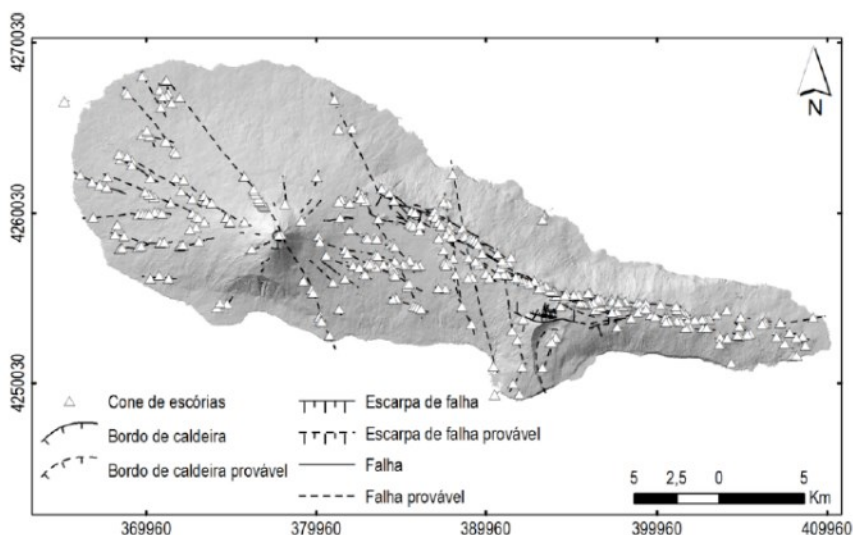 4270030
4260030
4250030
N
Cone de escórias
Bordo de caldeira
Bordo de caldeira provável
Escarpa de falha
Escarpa de falha provável
Falha
Falha provável
5 2,5 0 5
Km
369960 379960 389960 399960 409960